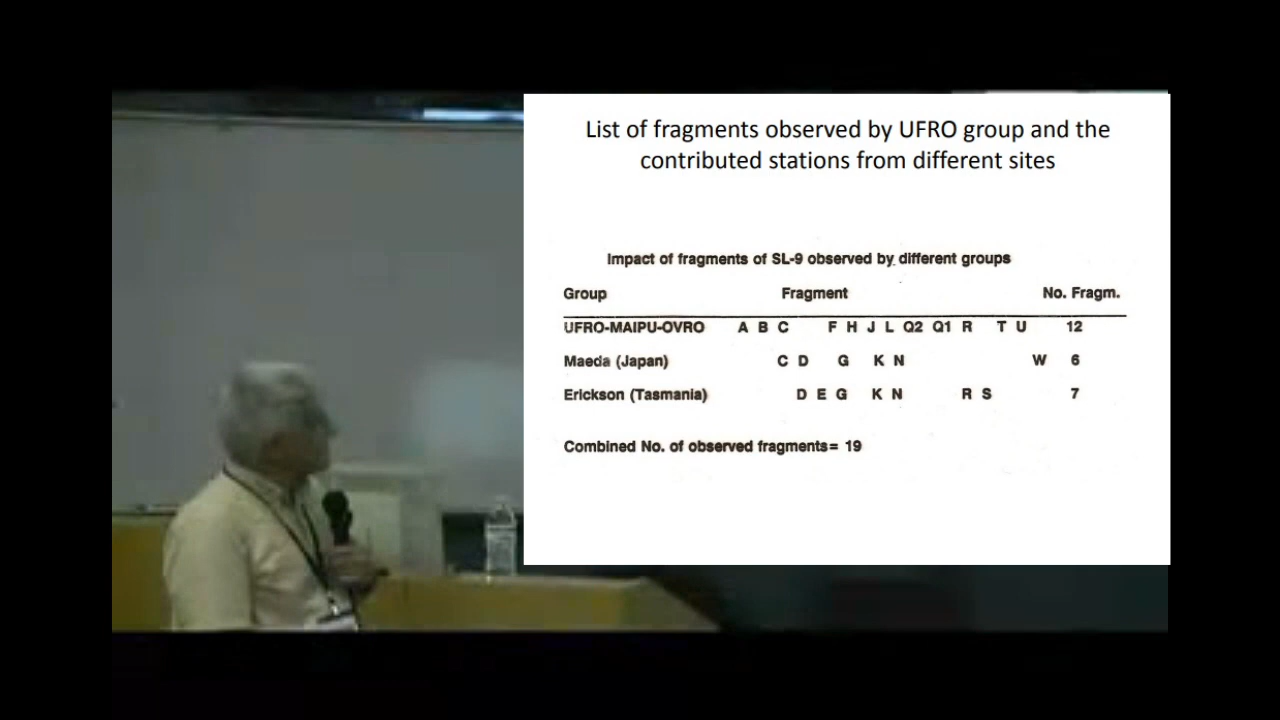 List of fragments observed by UFRO group and the
contributed stations from different sites
Impact of fragments of SL-9 observed by different groups
Group Fragment No. Fragm.
UFRO-MAIPU-OVRO A B C F H J L Q2 Q1 R T U 12
Maeda (Japan) C D G K N W 6
Erickson (Tasmania) D E G K N R S 7
Combined No. of observed fragments= 19